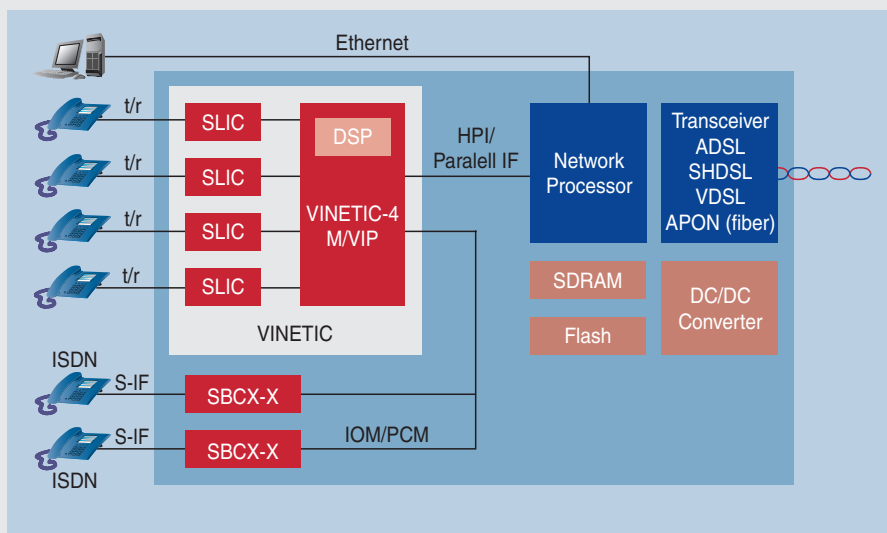 Ethernet
t/r
SLIC
t/r
SLIC
t/r
SLIC
t/r
SLIC
DSP
VINETIC-4
M/VIP
VINETIC
HPI/
Paralell IF
Network
Processor
Transceiver
ADSL
SHDSL
VDSL
APON (fiber)
SDRAM
Flash
DC/DC
Converter
ISDN
S-IF
SBCX-X
S-IF
SBCX-X
IOM/PCM
ISDN